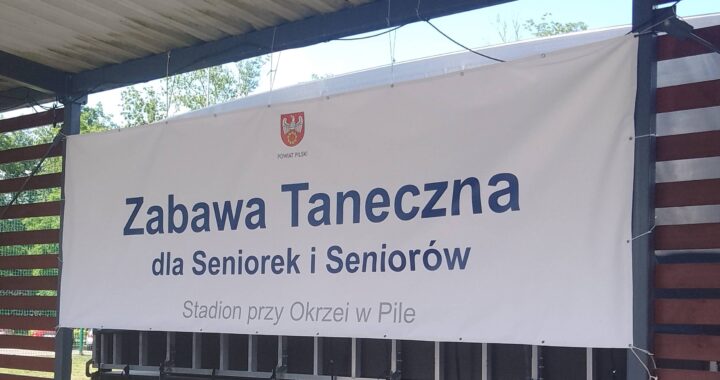 POWIAT PILSKI
Zabawa Taneczna
dla Seniorek i Seniorów
Stadion przy Okrzei w Pile